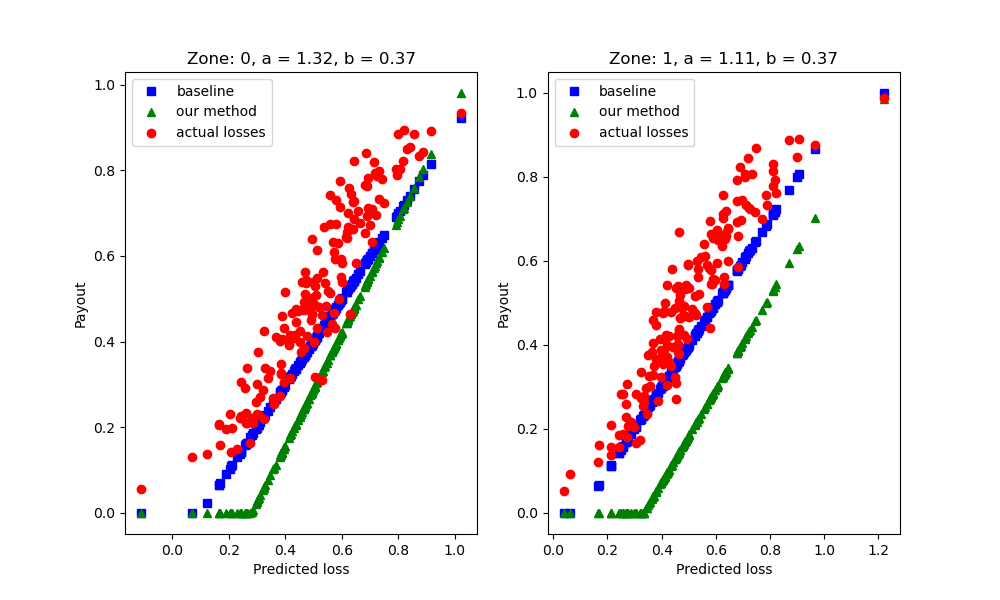 Zone: 0, a = 1.32, b = 0.37
baseline
our method
actual losses
Payout
1.0
0.8
0.6
0.4
0.2
0.0
0.0 0.2 0.4 0.6 0.8 1.0
Predicted loss
Zone: 1, a = 1.11, b = 0.37
baseline
our method
actual losses
Payout
1.0
0.8
0.6
0.4
0.2
0.0
0.0 0.2 0.4 0.6 0.8 1.0 1.2
Predicted loss